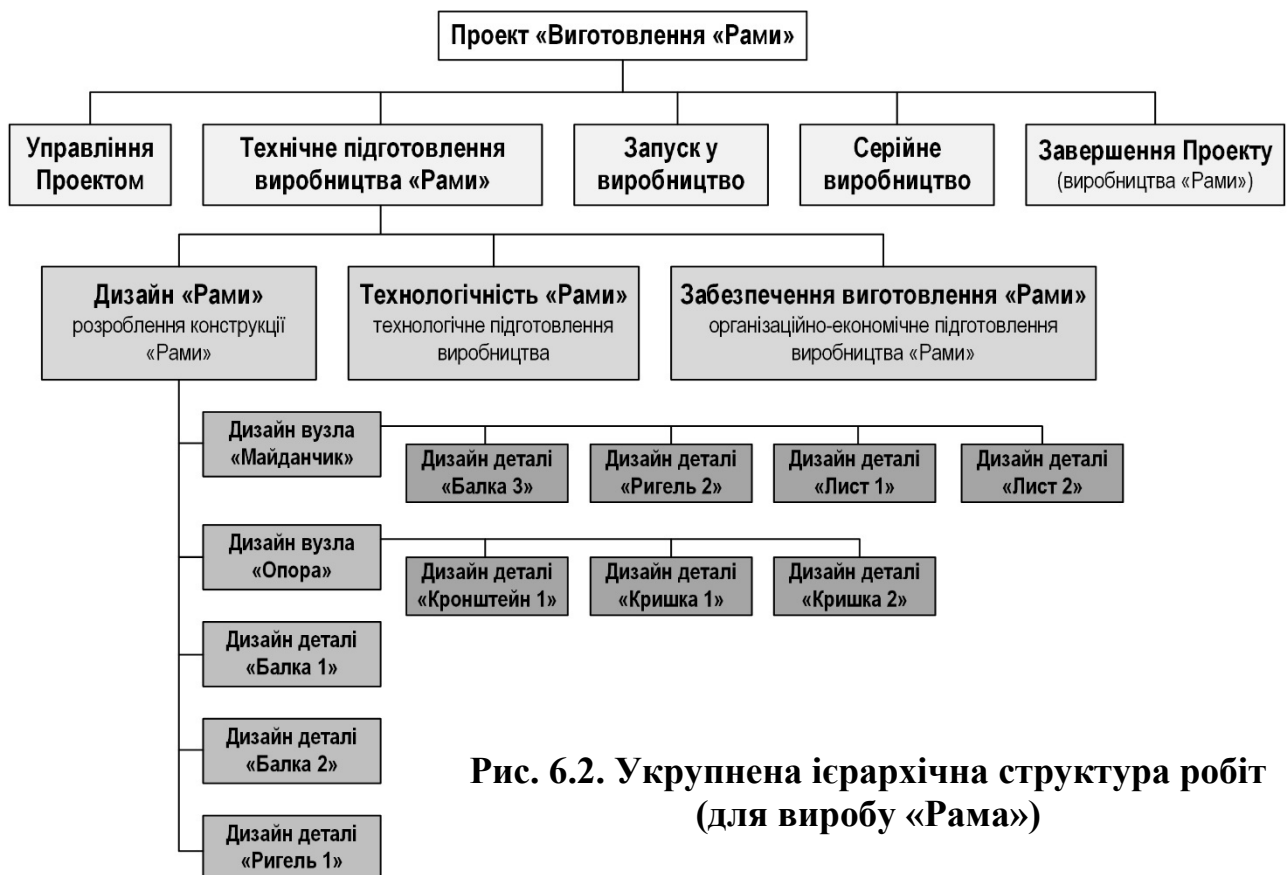 Проект «Виготовлення «Рами»
Управління
Проектом
Технічне підготовлення
виробництва «Рами»
Запуск у
виробництво
Серійне
виробництво
Завершення Проекту
(виробництва «Рами»)
Дизайн «Рами»
розроблення конструкції
«Рами»
Технологічність «Рами»
технологічне підготовлення
виробництва
Забезпечення виготовлення «Рами»
організаційно-економічне підготовлення
виробництва «Рами»
Дизайн вузла
«Майданчик»
Дизайн деталі
«Балка 3»
Дизайн деталі
«Ригель 2»
Дизайн деталі
«Лист 1»
Дизайн деталі
«Лист 2»
Дизайн вузла
«Опора»
Дизайн деталі
«Кронштейн 1»
Дизайн деталі
«Кришка 1»
Дизайн деталі
«Кришка 2»
Дизайн деталі
«Балка 1»
Дизайн деталі
«Балка 2»
Дизайн деталі
«Ригель 1»
Рис. 6.2. Укрупнена ієрархічна структура робіт
(для виробу «Рама»)